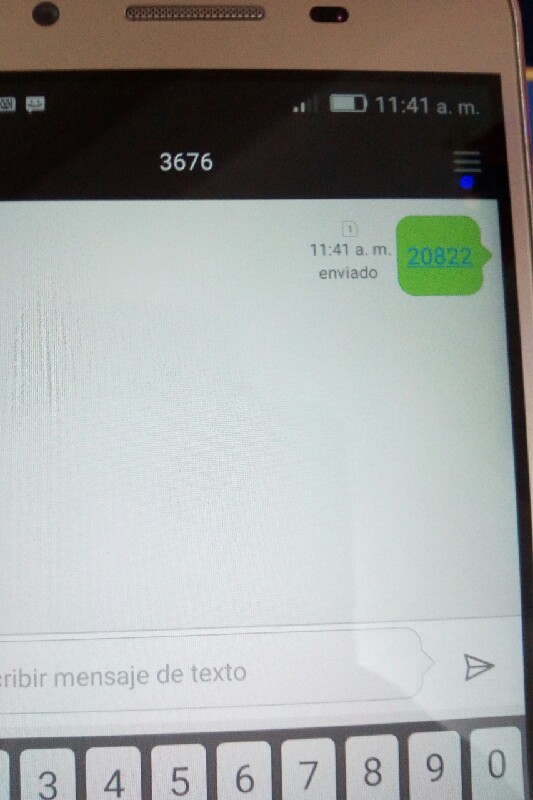 11:41 a. m.
3676
1
11:41 a. m.
enviado
20822
cribir mensaje de texto
3 4 5 6 7 8 9 0